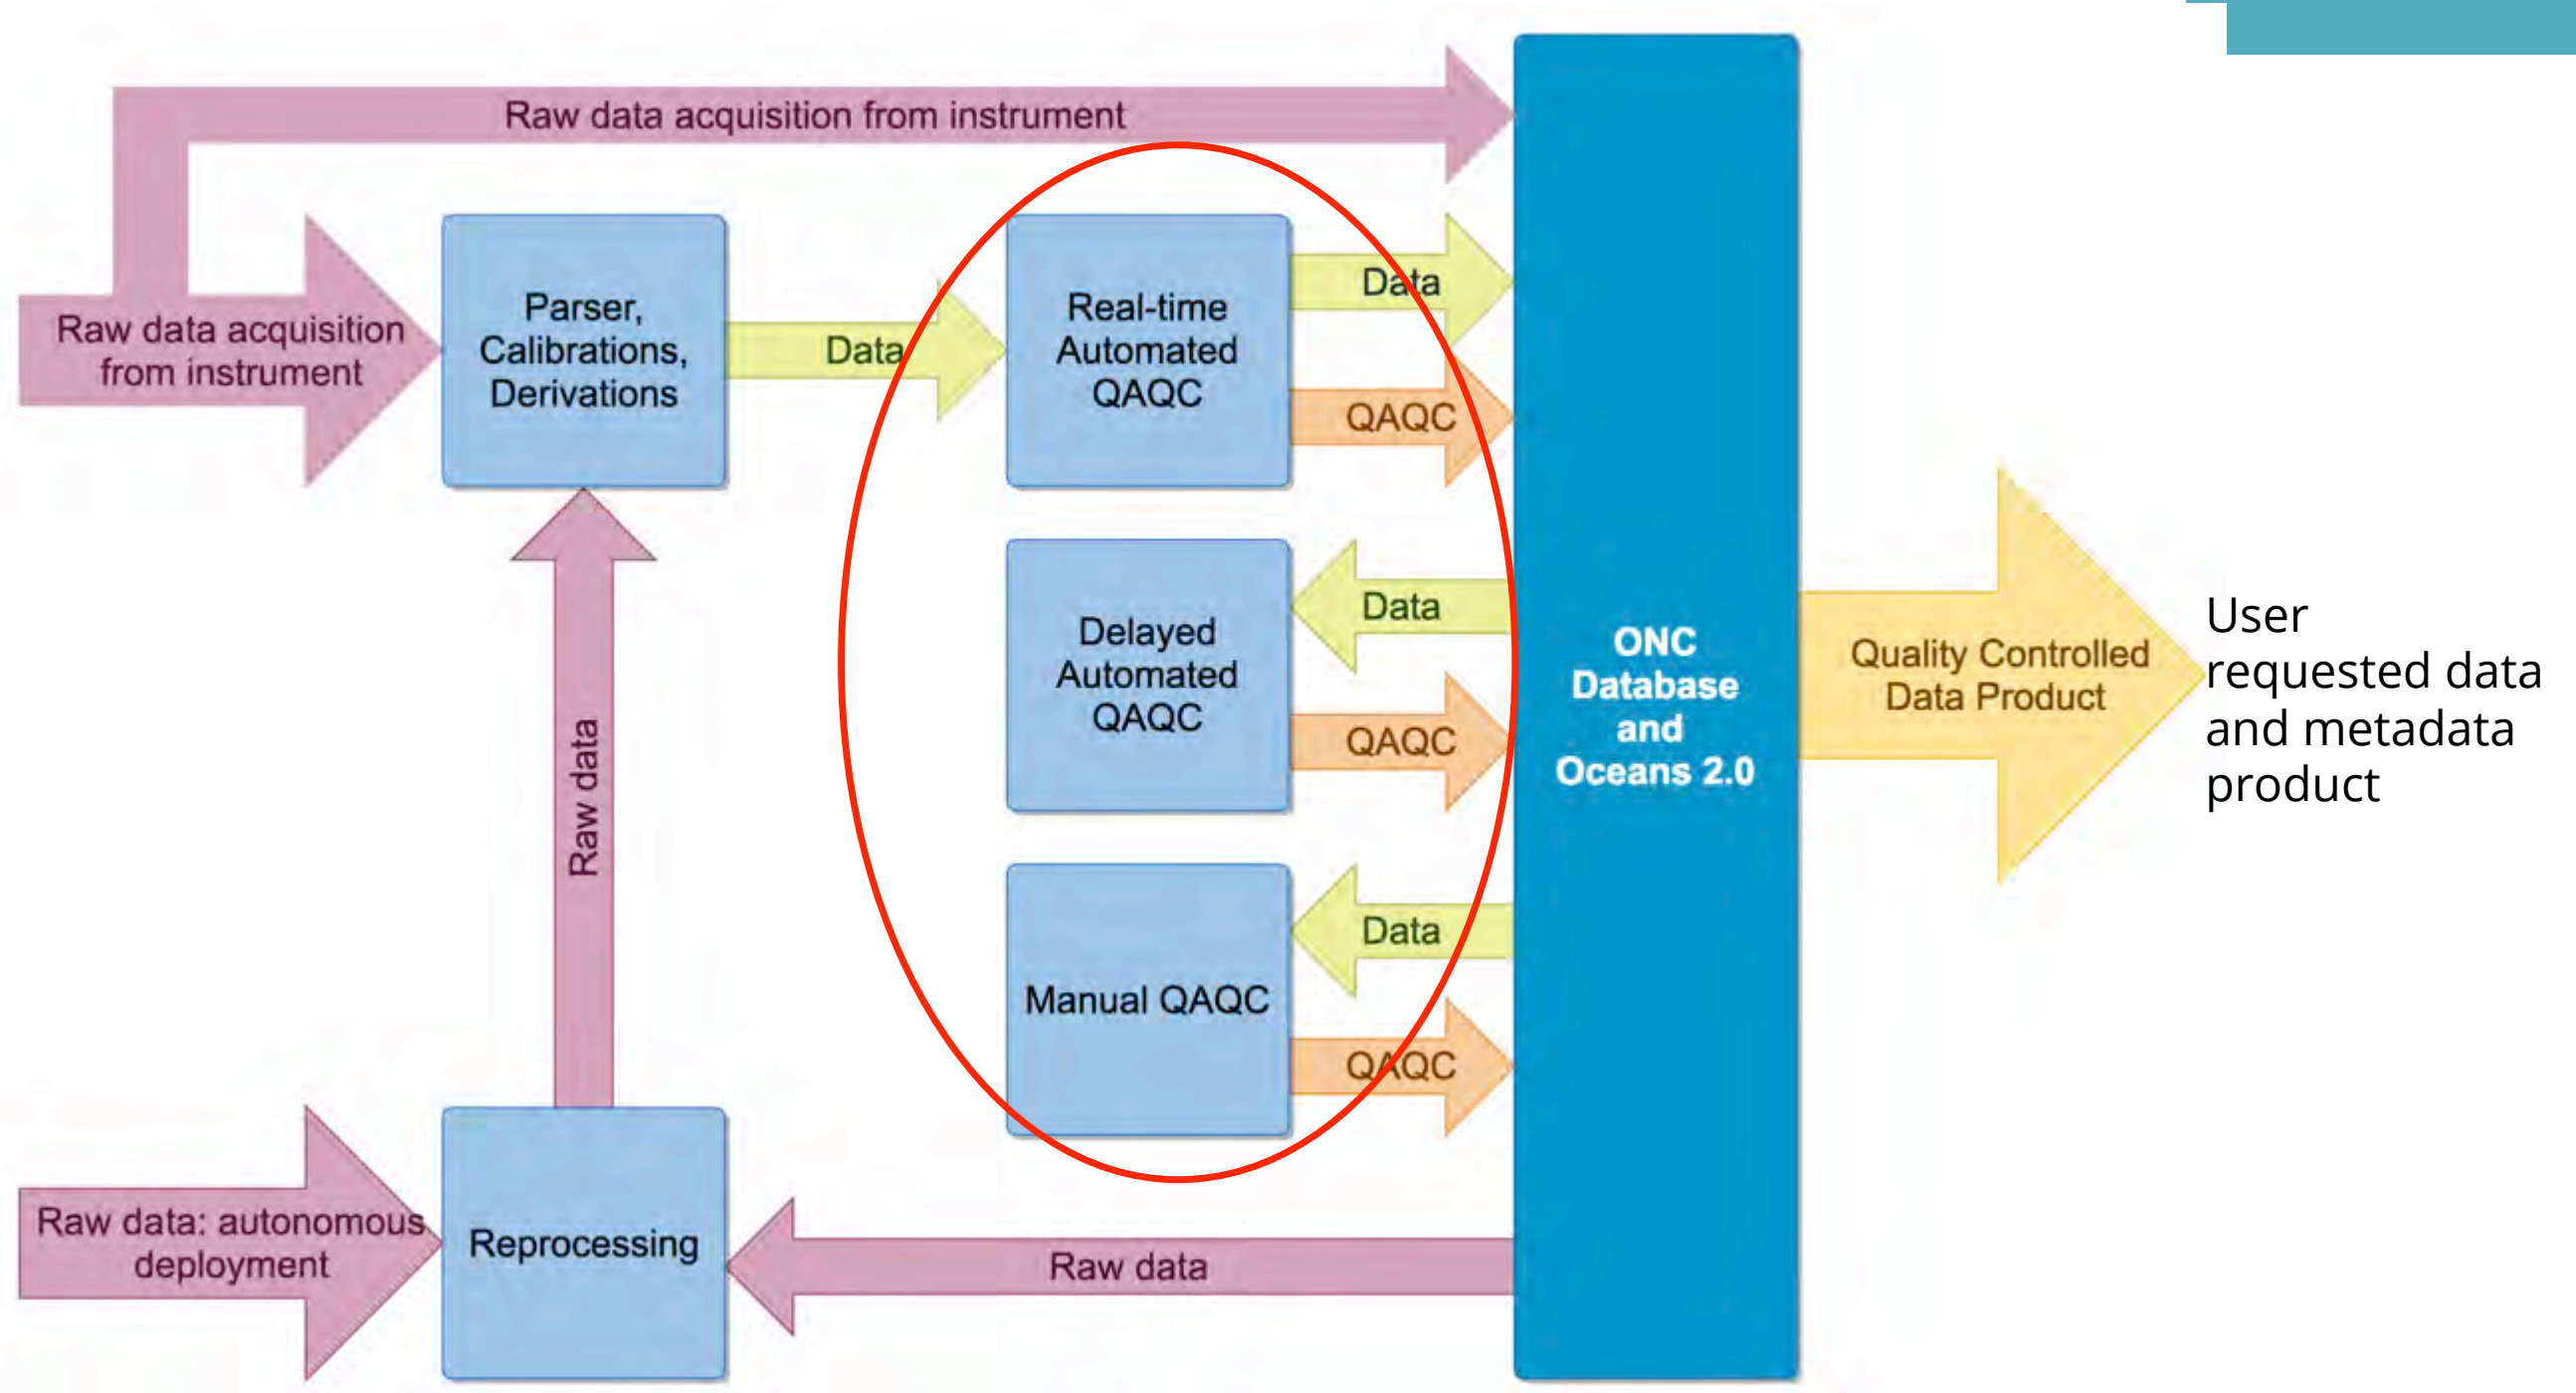 Raw data acquisition from instrument
Raw data acquisition
from instrument
Parser,
Calibrations,
Derivations
Data
Real-time
Automated
QAQC
Data
QAQC
Delayed
Automated
QAQC
Data
QAQC
Manual QAQC
Data
QAQC
Raw data
Raw data: autonomous
deployment
Reprocessing
Raw data
ONC
Database
and
Oceans 2.0
Quality Controlled
Data Product
User
requested data
and metadata
product